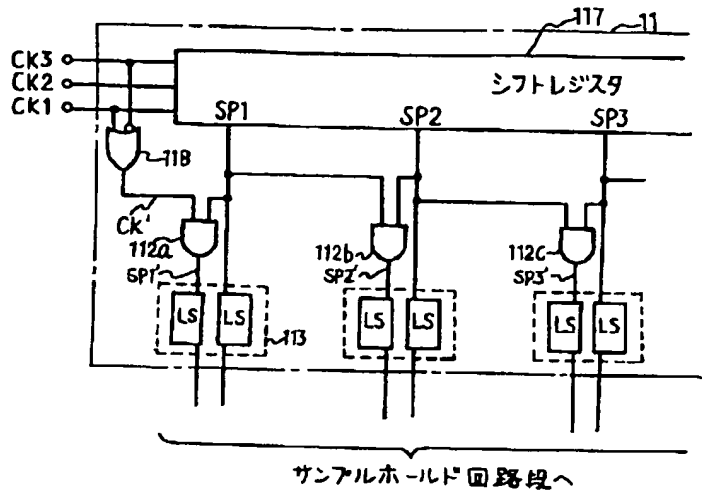 117
11
CK3
CK2
CK1
シフトレジスタ
SP1
SP2
SP3
118
CK'
112a
112b
112c
SP1'
SP2'
SP3'
LS
LS
LS
LS
LS
LS
113
サンプルホールド回路段へ